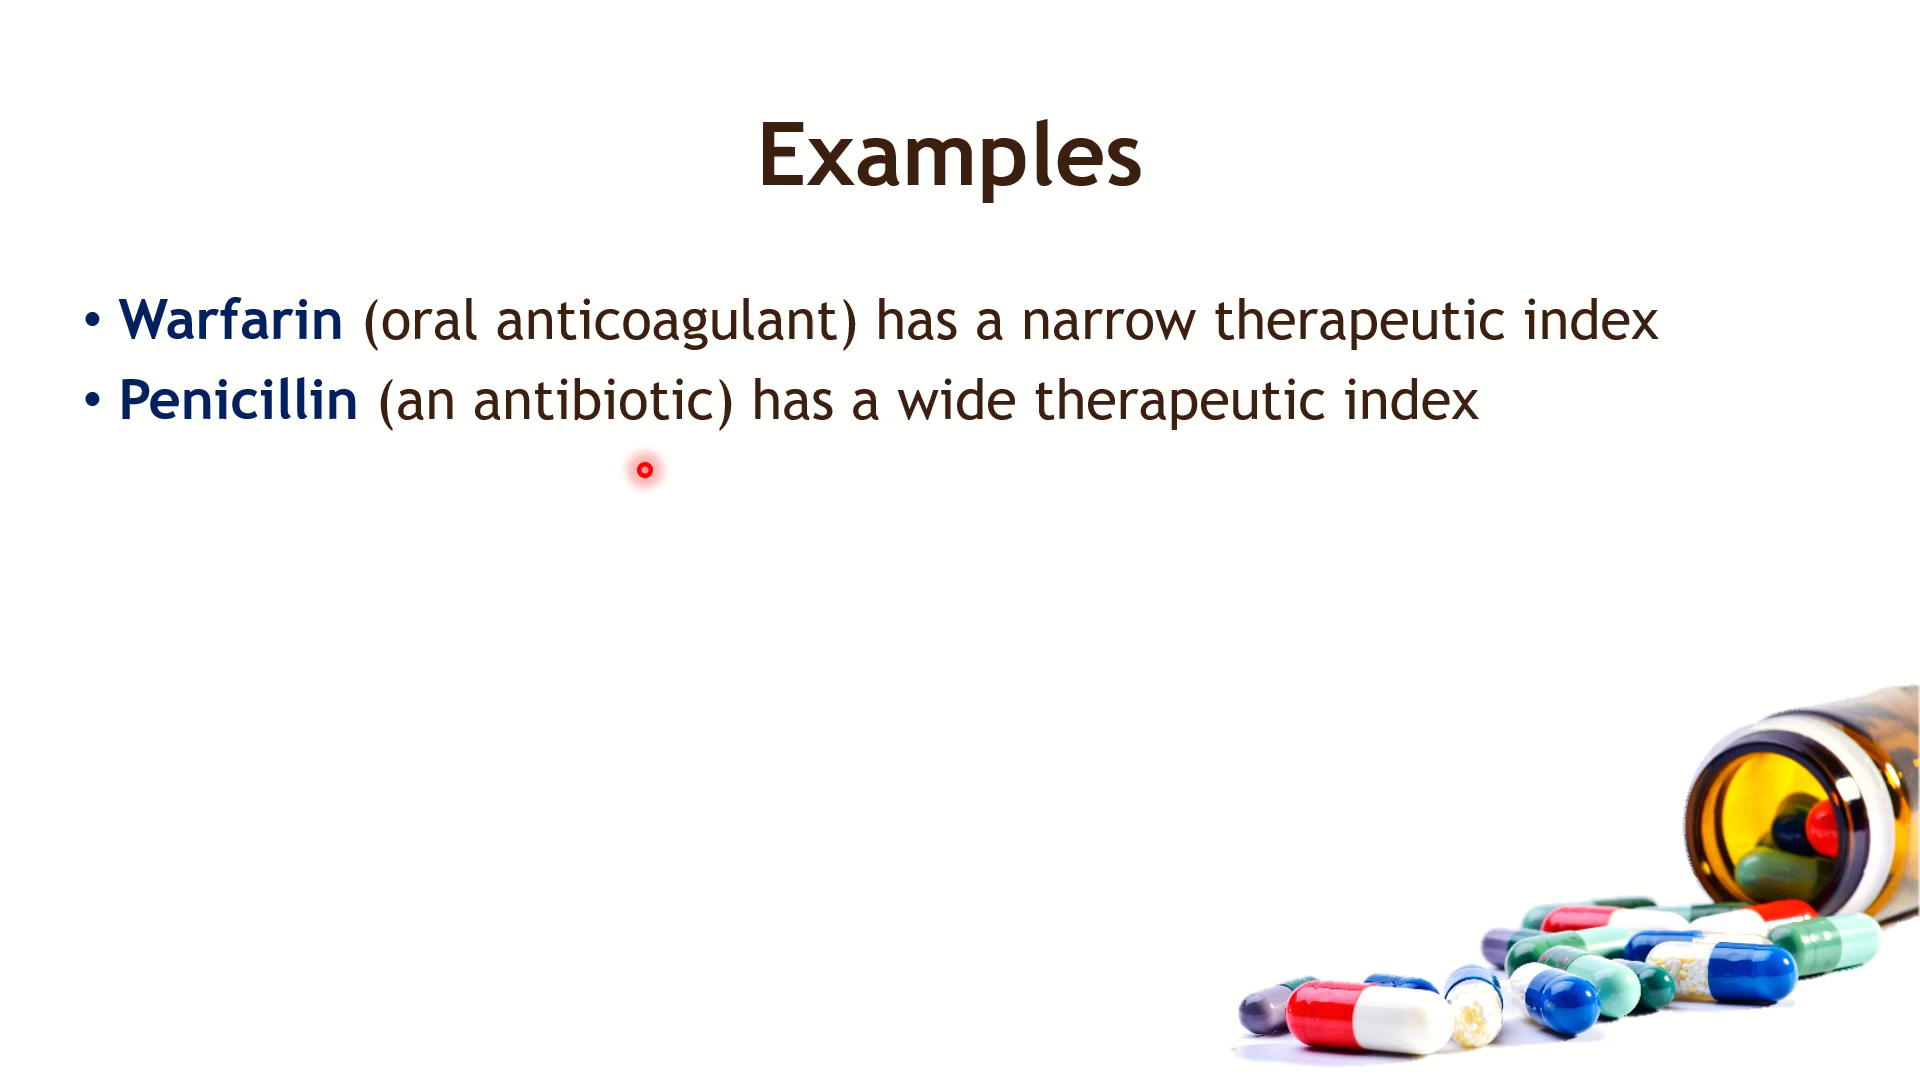 Examples
• Warfarin (oral anticoagulant) has a narrow therapeutic index
• Penicillin (an antibiotic) has a wide therapeutic index